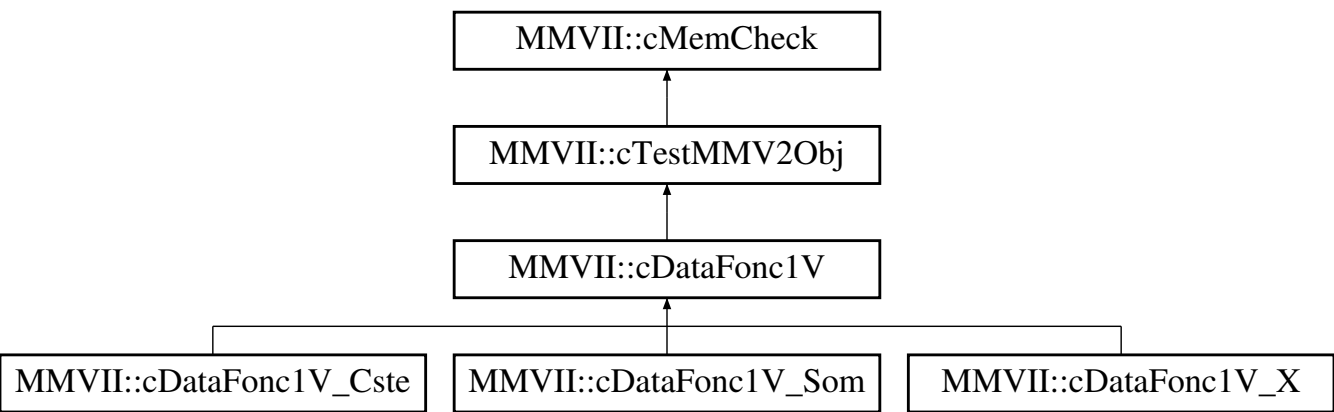 MMVII::cMemCheck
MMVII::cTestMMV2Obj
MMVII::cDataFonc1V
MMVII::cDataFonc1V_Cste
MMVII::cDataFonc1V_Som
MMVII::cDataFonc1V_X